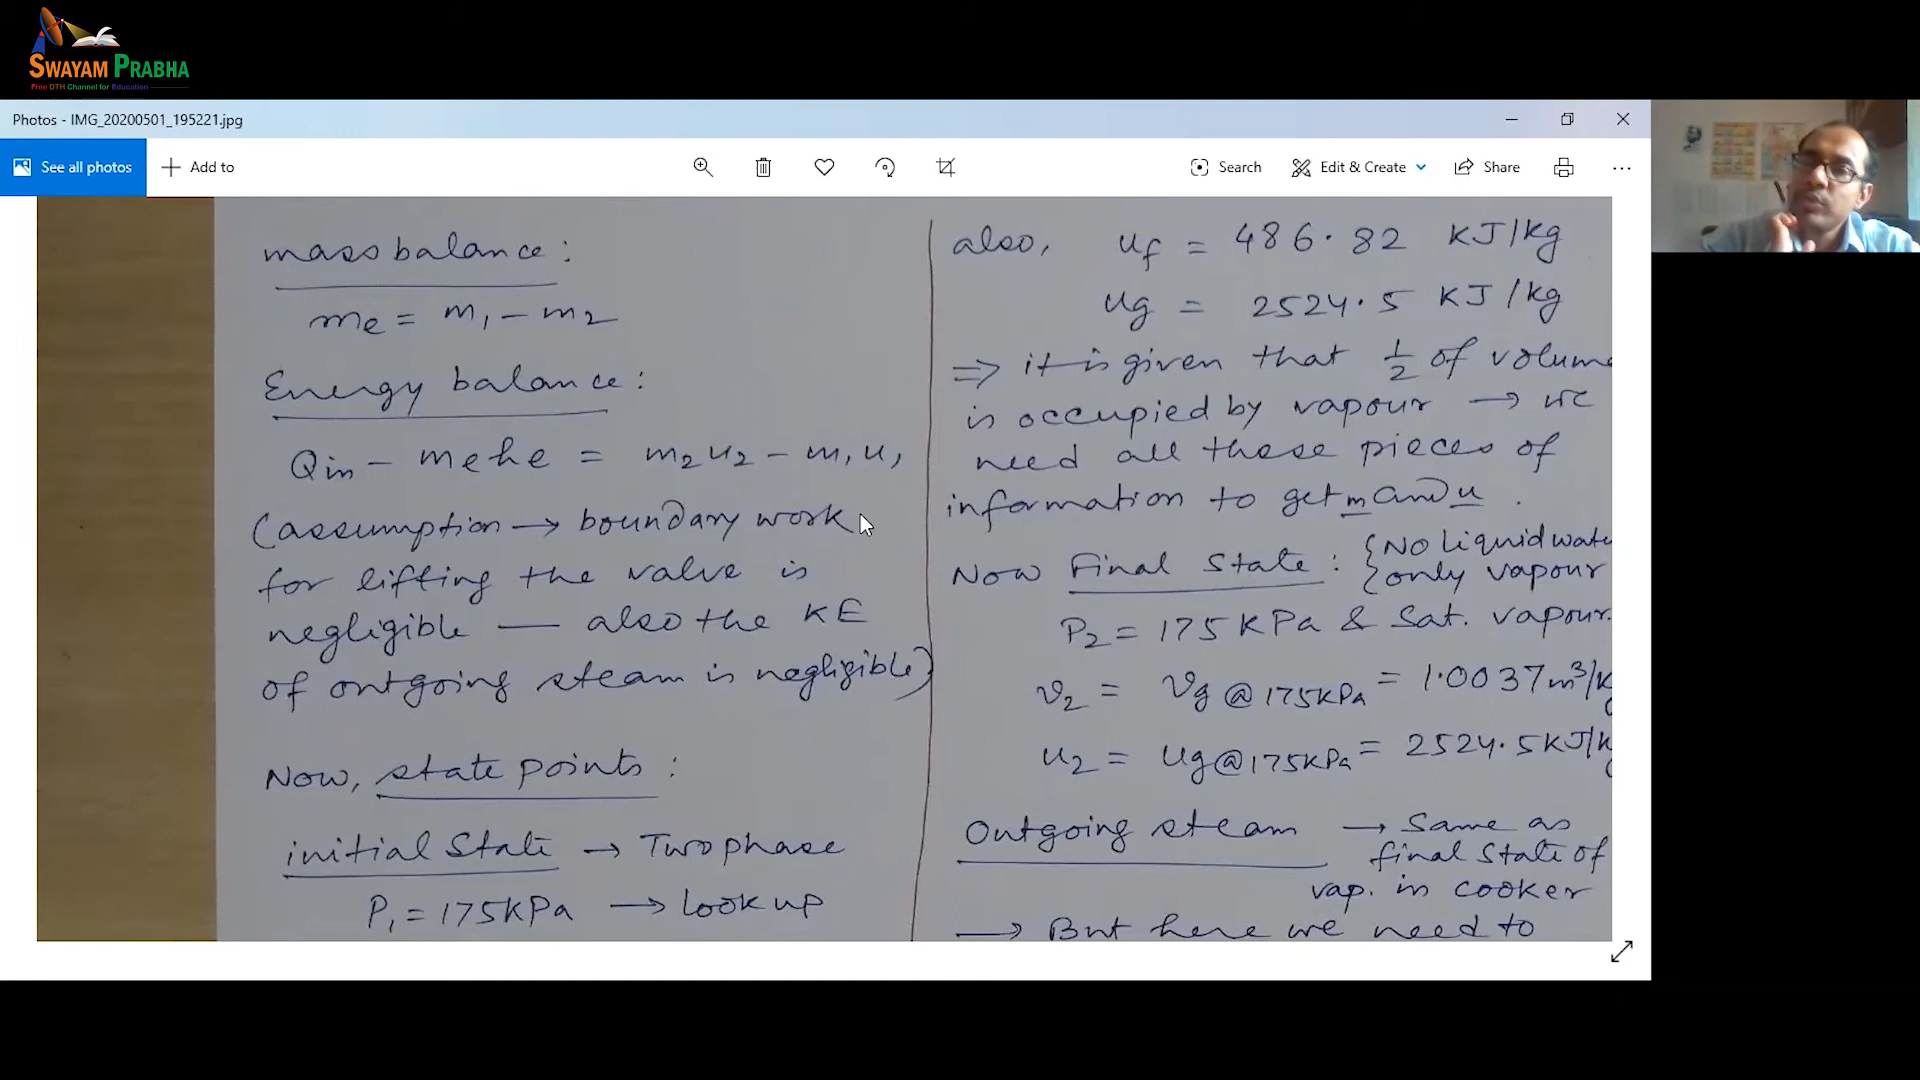 SWAYAM PRABHA
Free DTH Channel for Education
Photos - IMG_20200501_195221.jpg
See all photos
Add to
Search
Edit & Create
Share
mass balance :
me = m1 - m2
Energy balance :
Qin - mehe = m2u2 - m1u1
(assumption → boundary work
for lifting the valve is
negligible — also the KE
of outgoing steam is negligible)
Now, state points :
initial State → Two phase
P1 = 175 KPa → Look up
also, uf = 486.82 KJ/kg
ug = 2524.5 KJ/kg
⇒ it is given that 1/2 of volume
is occupied by vapour → we
need all these pieces of
information to get m and u .
Now Final State : { No liquid wate
{ only vapour
P2 = 175 KPa & Sat. vapour.
v2 = vg @ 175KPa = 1.0037 m³/k
u2 = ug@175KPa = 2524.5 KJ/k
Outgoing steam → Same as
final State of
vap. in cooker
→ But here we need to